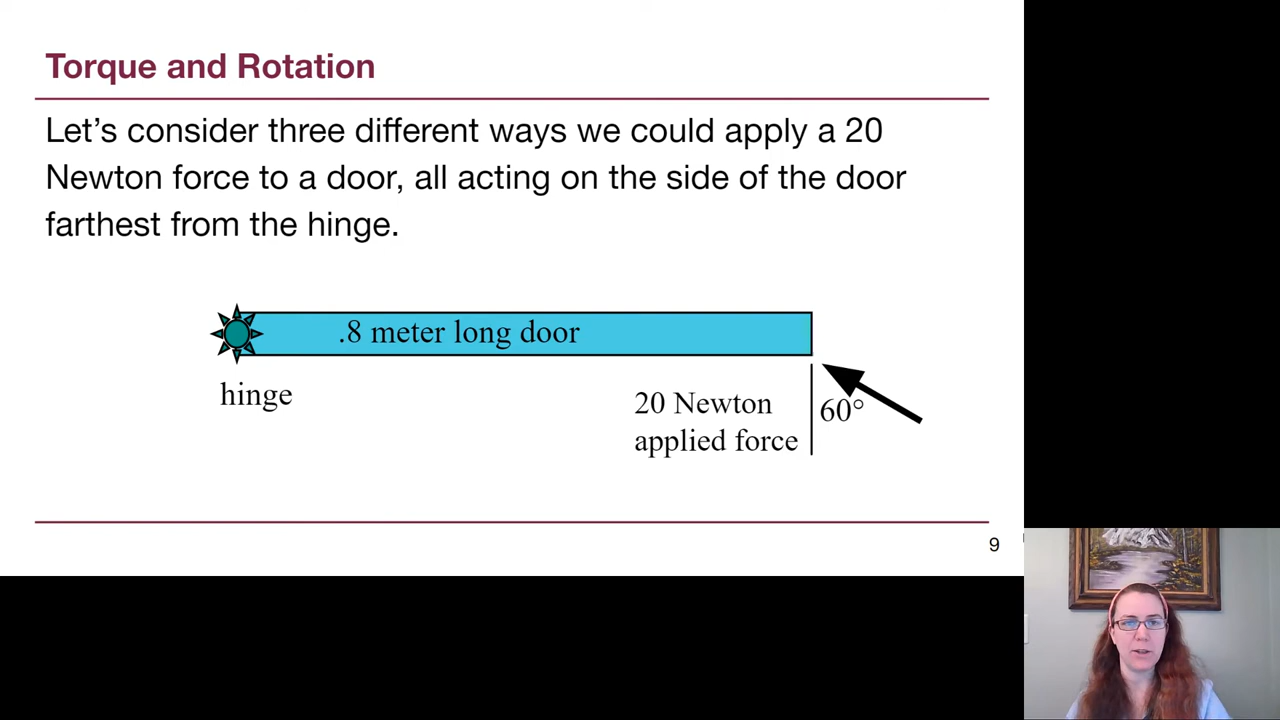 Torque and Rotation
Let’s consider three different ways we could apply a 20
Newton force to a door, all acting on the side of the door
farthest from the hinge.
.8 meter long door
hinge
20 Newton
applied force
60°
9